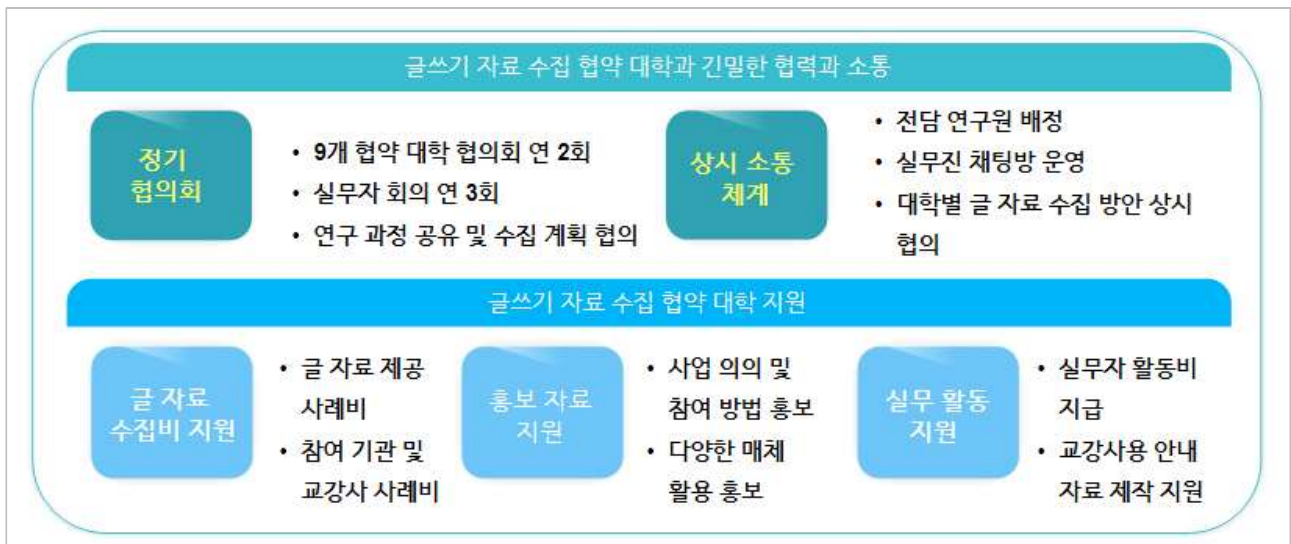 글쓰기 자료 수집 협약 대학과 긴밀한 협력과 소통
정기
협의회
• 9개 협약 대학 협의회 연 2회
• 실무자 회의 연 3회
• 연구 과정 공유 및 수집 계획 협의
상시 소통
체계
• 전담 연구원 배정
• 실무진 채팅방 운영
• 대학별 글 자료 수집 방안 상시
협의
글쓰기 자료 수집 협약 대학 지원
글 자료
수집비 지원
• 글 자료 제공
사례비
• 참여 기관 및
교강사 사례비
홍보 자료
지원
• 사업 의의 및
참여 방법 홍보
• 다양한 매체
활용 홍보
실무 활동
지원
• 실무자 활동비
지급
• 교강사용 안내
자료 제작 지원